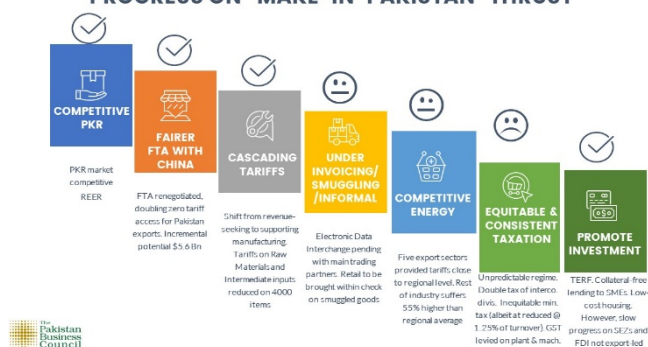 PROGRESS ON "MAKE-IN-PAKISTAN" THRUST
COMPETITIVE
PKR
PKR market
competitive
REER
FAIRER
FTA WITH
CHINA
FTA renegotiated,
doubling zero tariff
access for Pakistan
exports. Incremental
potential $5.6 Bn
CASCADING
TARIFFS
Shift from revenue-
seeking to supporting
manufacturing.
Tariffs on Raw
Materials and
Intermediate inputs
reduced on 4000
items
UNDER
INVOICING/
SMUGGLING
/INFORMAL
Electronic Data
Interchange pending
with main trading
partners. Retail to be
brought within check
on smuggled goods
COMPETITIVE
ENERGY
Five export sectors
provided tariffs close
to regional level. Rest
of industry suffers
55% higher than
regional average
EQUITABLE &
CONSISTENT
TAXATION
Unpredictable regime.
Double tax of interco.
divis. Inequitable min.
tax (albeit at reduced @
1.25% of turnover). GST
levied on plant & mach.
PROMOTE
INVESTMENT
TERF. Collateral-free
lending to SMEs. Low-
cost housing.
However, slow
progress on SEZs and
FDI not export-led
The
Pakistan
Business
Council